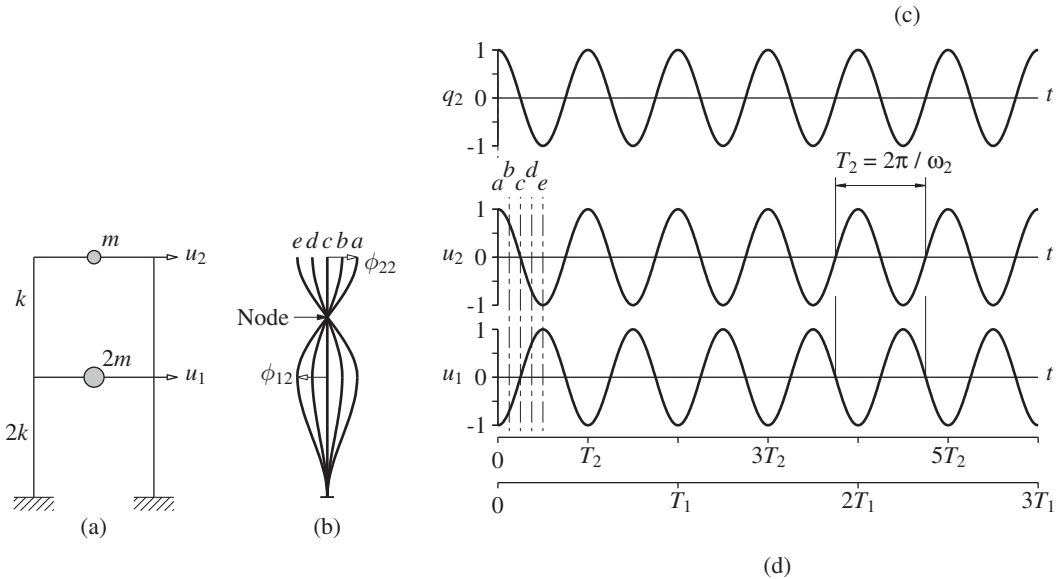 (c)
1
q₂ 0 t
-1
T₂ = 2π / ω₂
a b c d e
1
u₂ 0 t
-1
1
u₁ 0 t
-1
0 T₂ 3T₂ 5T₂
0 T₁ 2T₁ 3T₁
(d)
m
u₂
k
2m
u₁
2k
(a)
e d c b a
ϕ₂₂
Node
ϕ₁₂
(b)